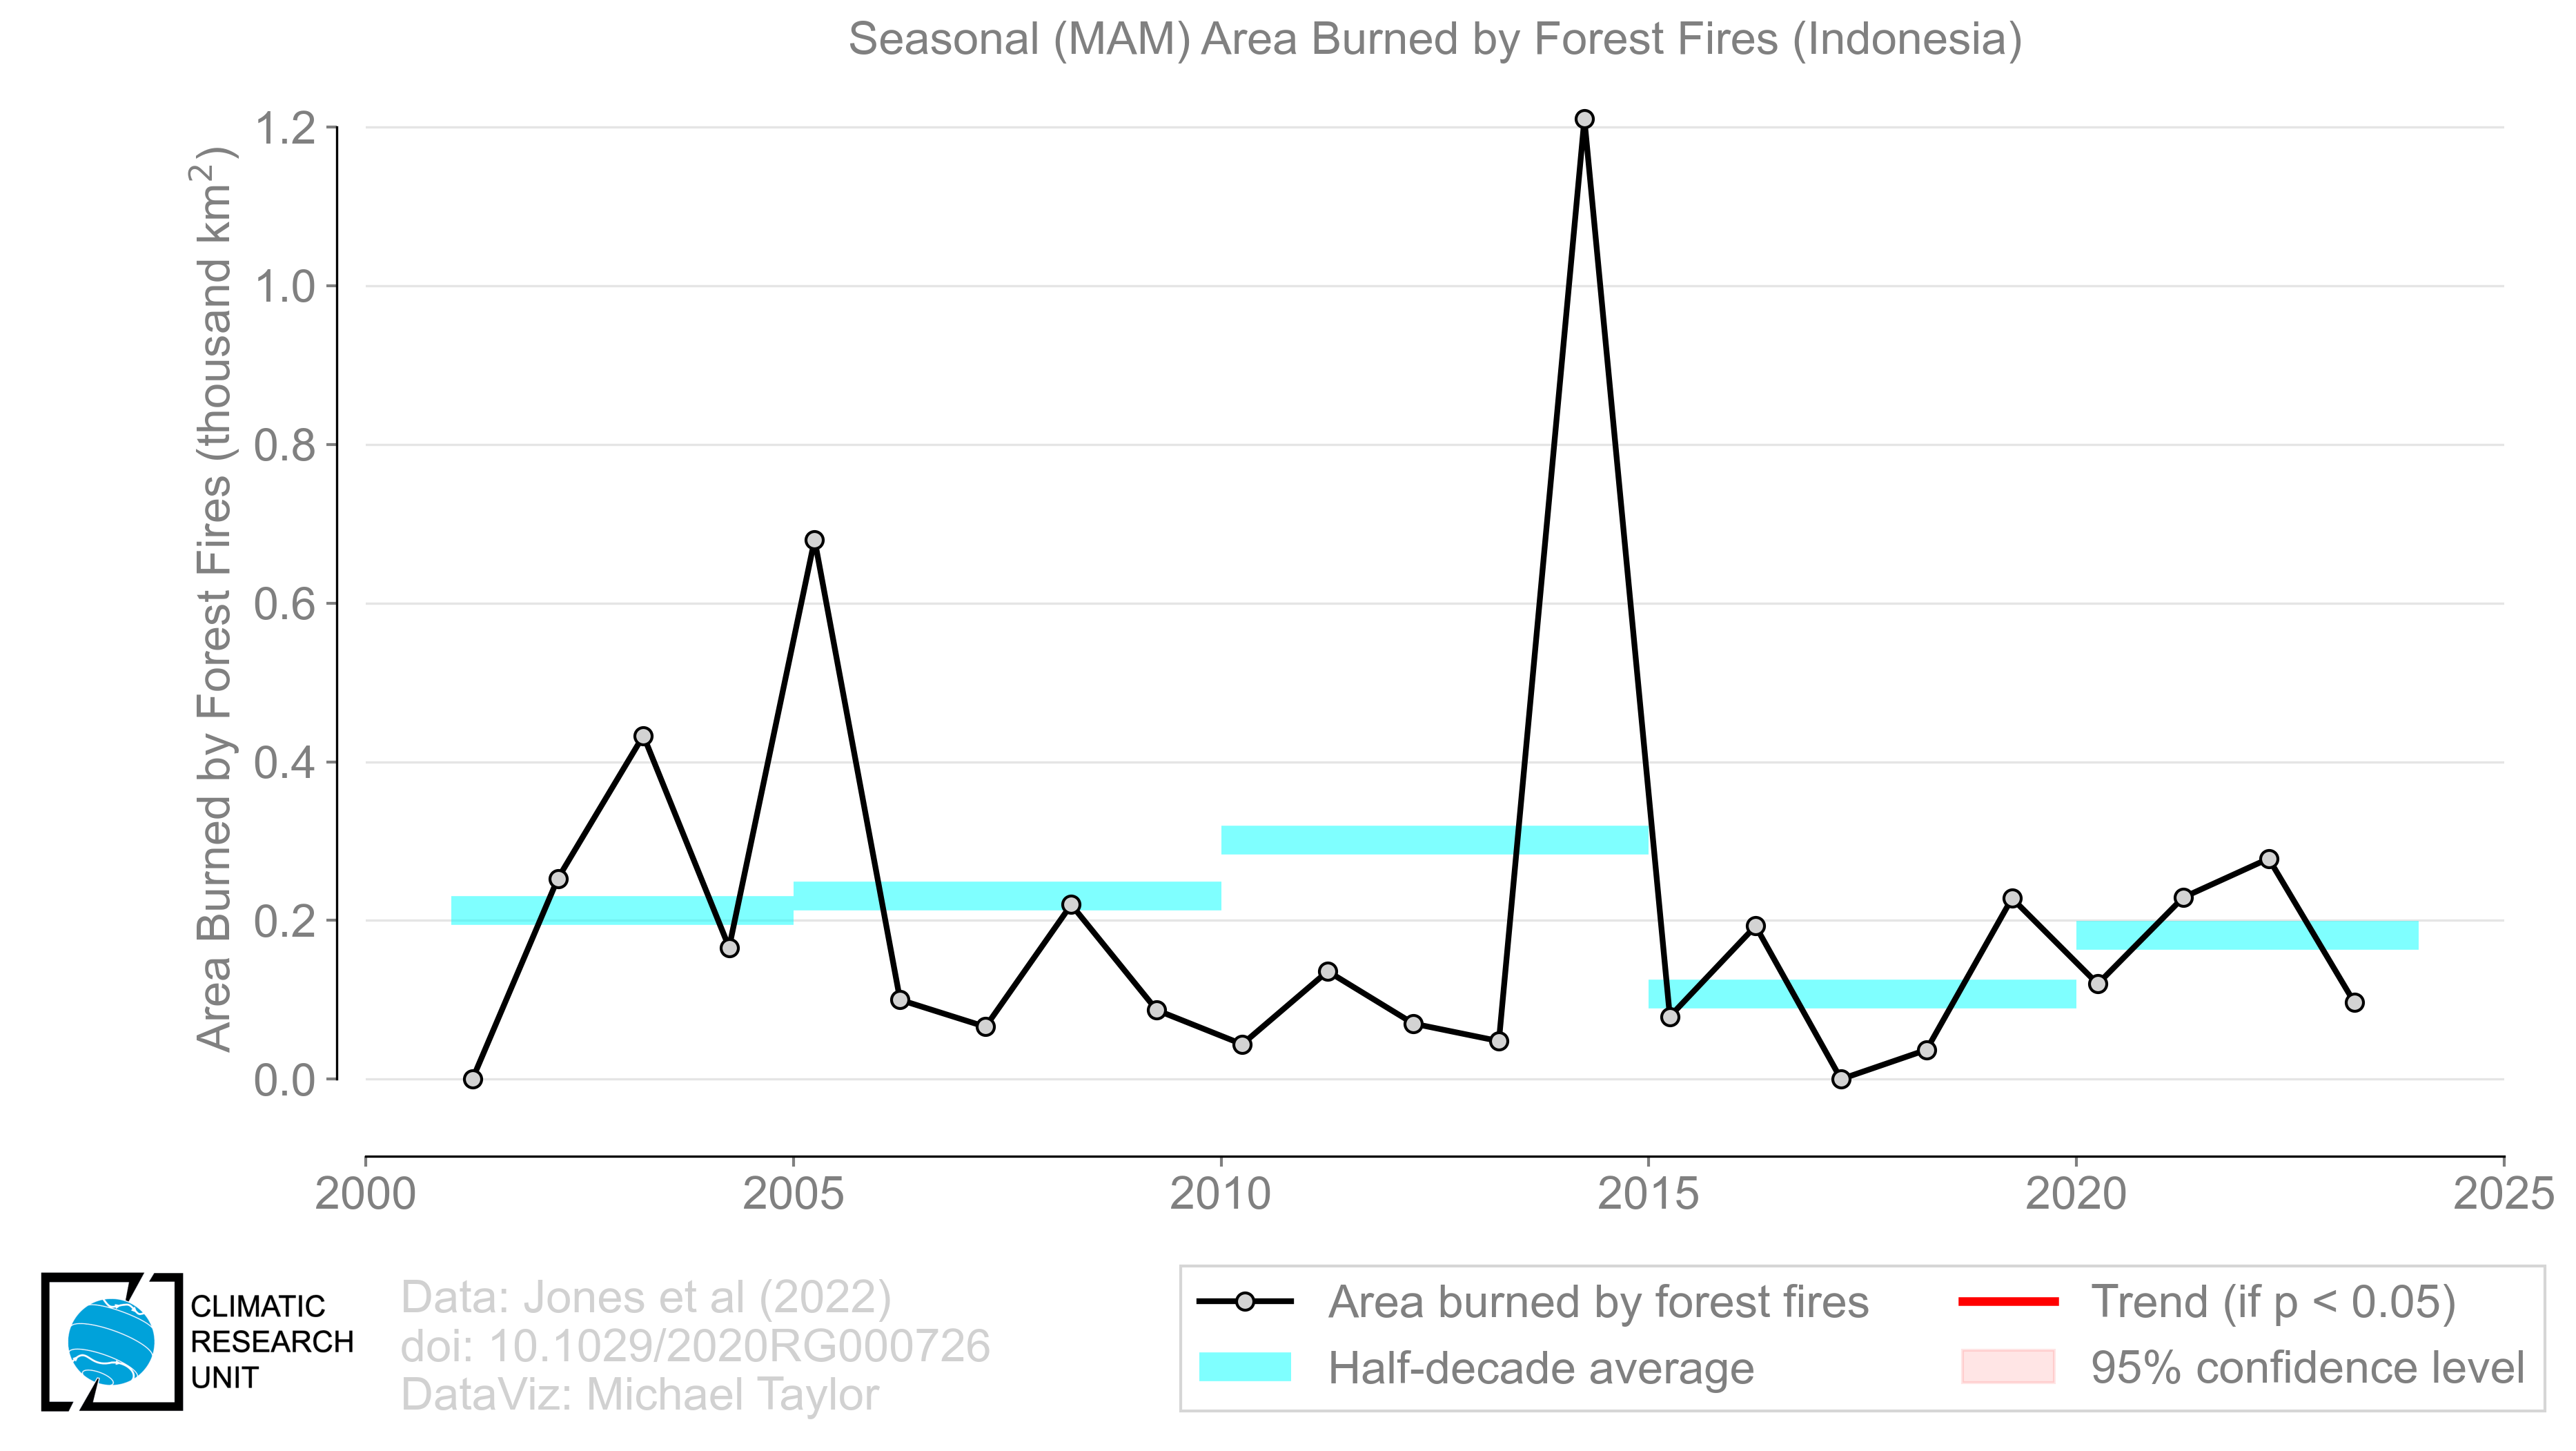 Seasonal (MAM) Area Burned by Forest Fires (Indonesia)
Area Burned by Forest Fires (thousand km²)
1.2
1.0
0.8
0.6
0.4
0.2
0.0
2000
2005
2010
2015
2020
2025
CLIMATIC
RESEARCH
UNIT
Data: Jones et al (2022)
doi: 10.1029/2020RG000726
DataViz: Michael Taylor
Area burned by forest fires
Half-decade average
Trend (if p < 0.05)
95% confidence level